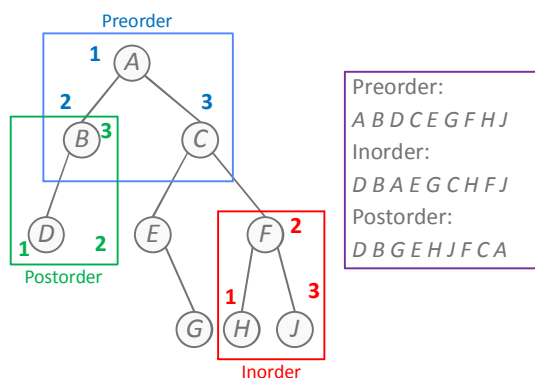 Preorder
1
A
2
3
B
3
C
D
1
2
E
F
2
Postorder
1
3
G
H
J
Inorder
Preorder:
A B D C E G F H J
Inorder:
D B A E G C H F J
Postorder:
D B G E H J F C A